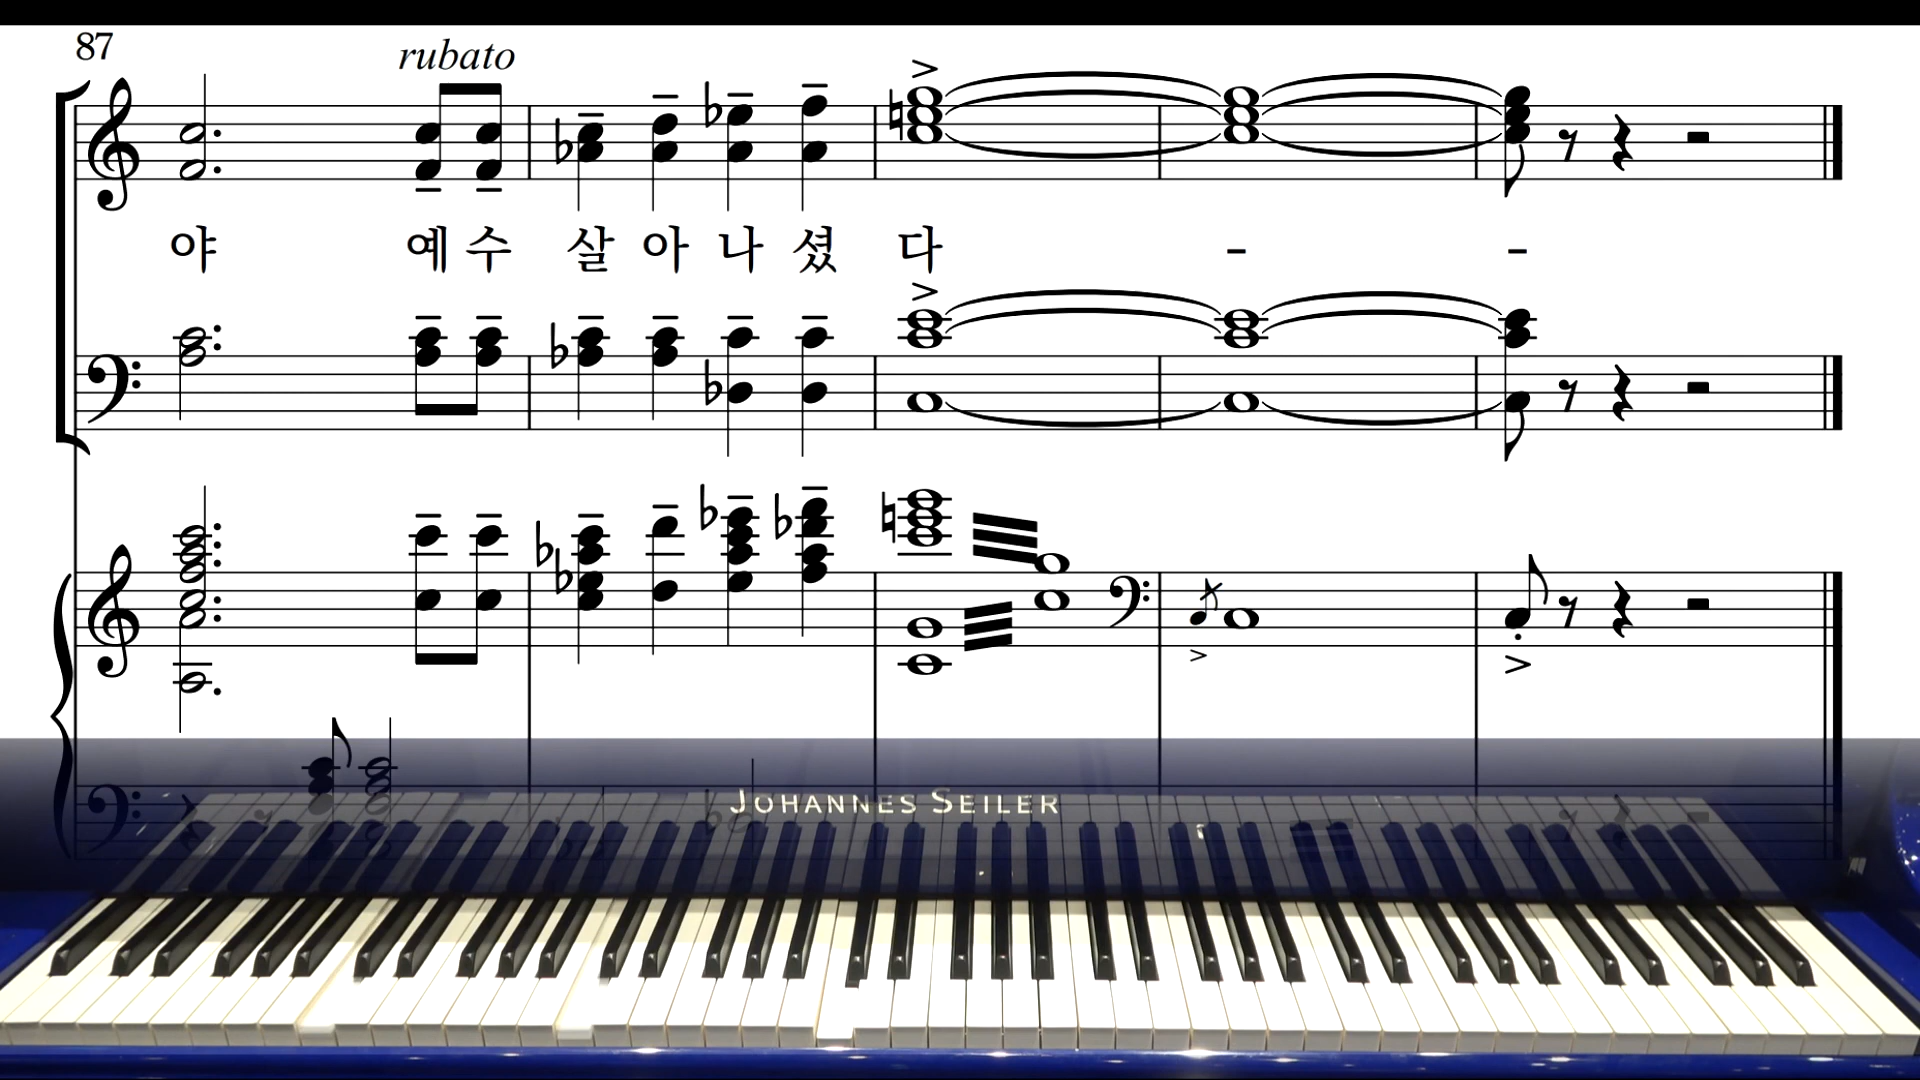 87
rubato
야 예 수 살 아 나 셨 다 - -
JOHANNES SEILER